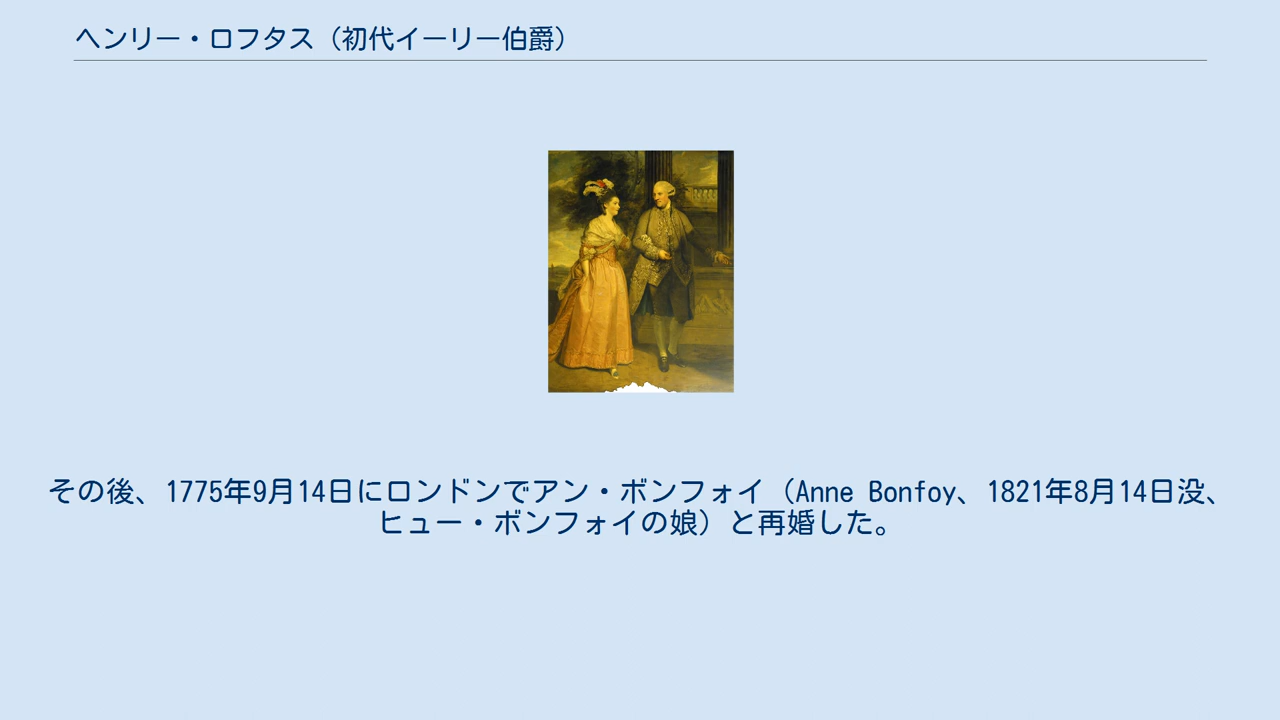 ヘンリー・ロフタス（初代イーリー伯爵）
その後、1775年9月14日にロンドンでアン・ボンフォイ（Anne Bonfoy、1821年8月14日没、
ヒュー・ボンフォイの娘）と再婚した。